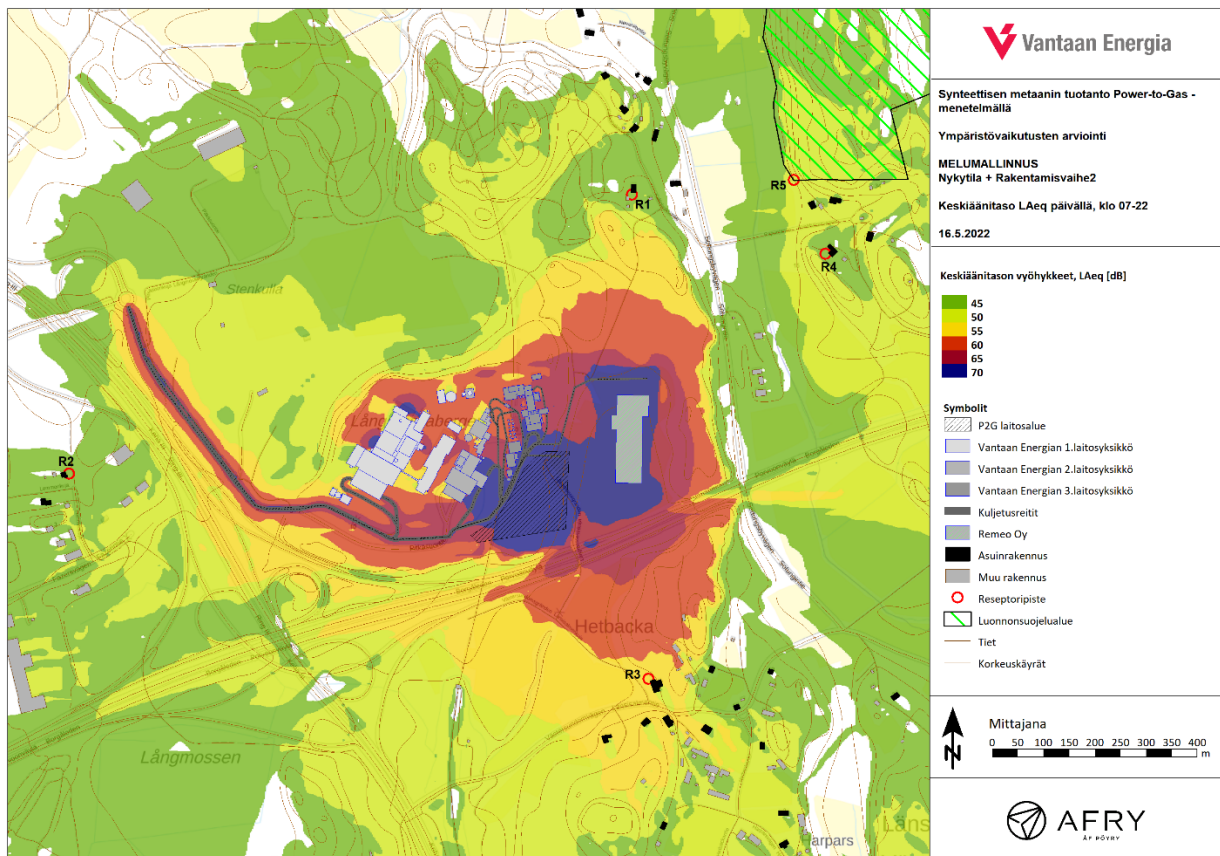 Vantaan Energia
Synteettisen metaanin tuotanto Power-to-Gas -
menetelmällä
Ympäristövaikutusten arviointi
MELUMALLINNUS
Nykytila + Rakentamisvaihe2
Keskiäänitaso LAeq päivällä, klo 07-22
16.5.2022
Keskiäänitason vyöhykkeet, LAeq [dB]
45
50
55
60
65
70
Symbolit
P2G laitosalue
Vantaan Energian 1.laitosyksikkö
Vantaan Energian 2.laitosyksikkö
Vantaan Energian 3.laitosyksikkö
Kuljetusreitit
Remeo Oy
Asuinrakennus
Muu rakennus
Reseptoripiste
Luonnonsuojelualue
Tiet
Korkeuskäyrät
N
Mittajana
0 50 100 150 200 250 300 350 400
m
AFRY
ÅF PÖYRY
R5
R1
R4
Stenkulla
R2
Hetbacka
R3
Långmossen